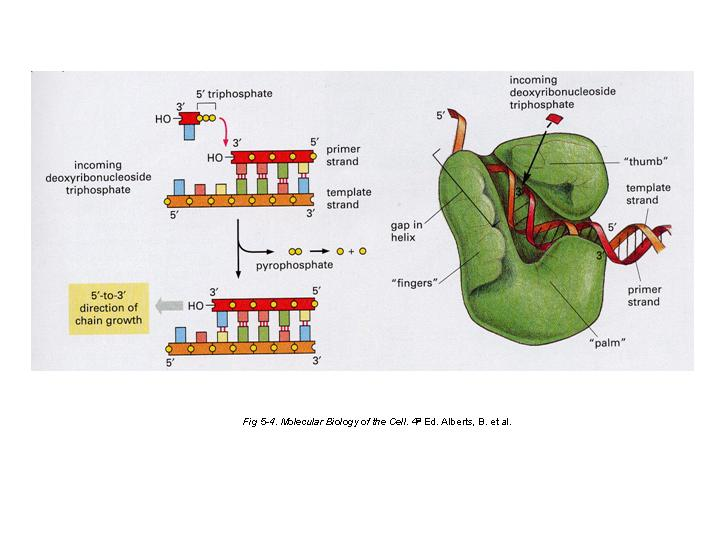 5′ triphosphate
3′
HO
incoming
deoxyribonucleoside
triphosphate
3′
5′
HO
primer
strand
template
strand
5′
3′
pyrophosphate
+
5′-to-3′
direction of
chain growth
3′
5′
HO
5′
3′
incoming
deoxyribonucleoside
triphosphate
5′
"thumb"
3′
template
strand
gap in
helix
5′
3′
"fingers"
primer
strand
"palm"
Fig 5-4. Molecular Biology of the Cell. 4ª Ed. Alberts, B. et al.